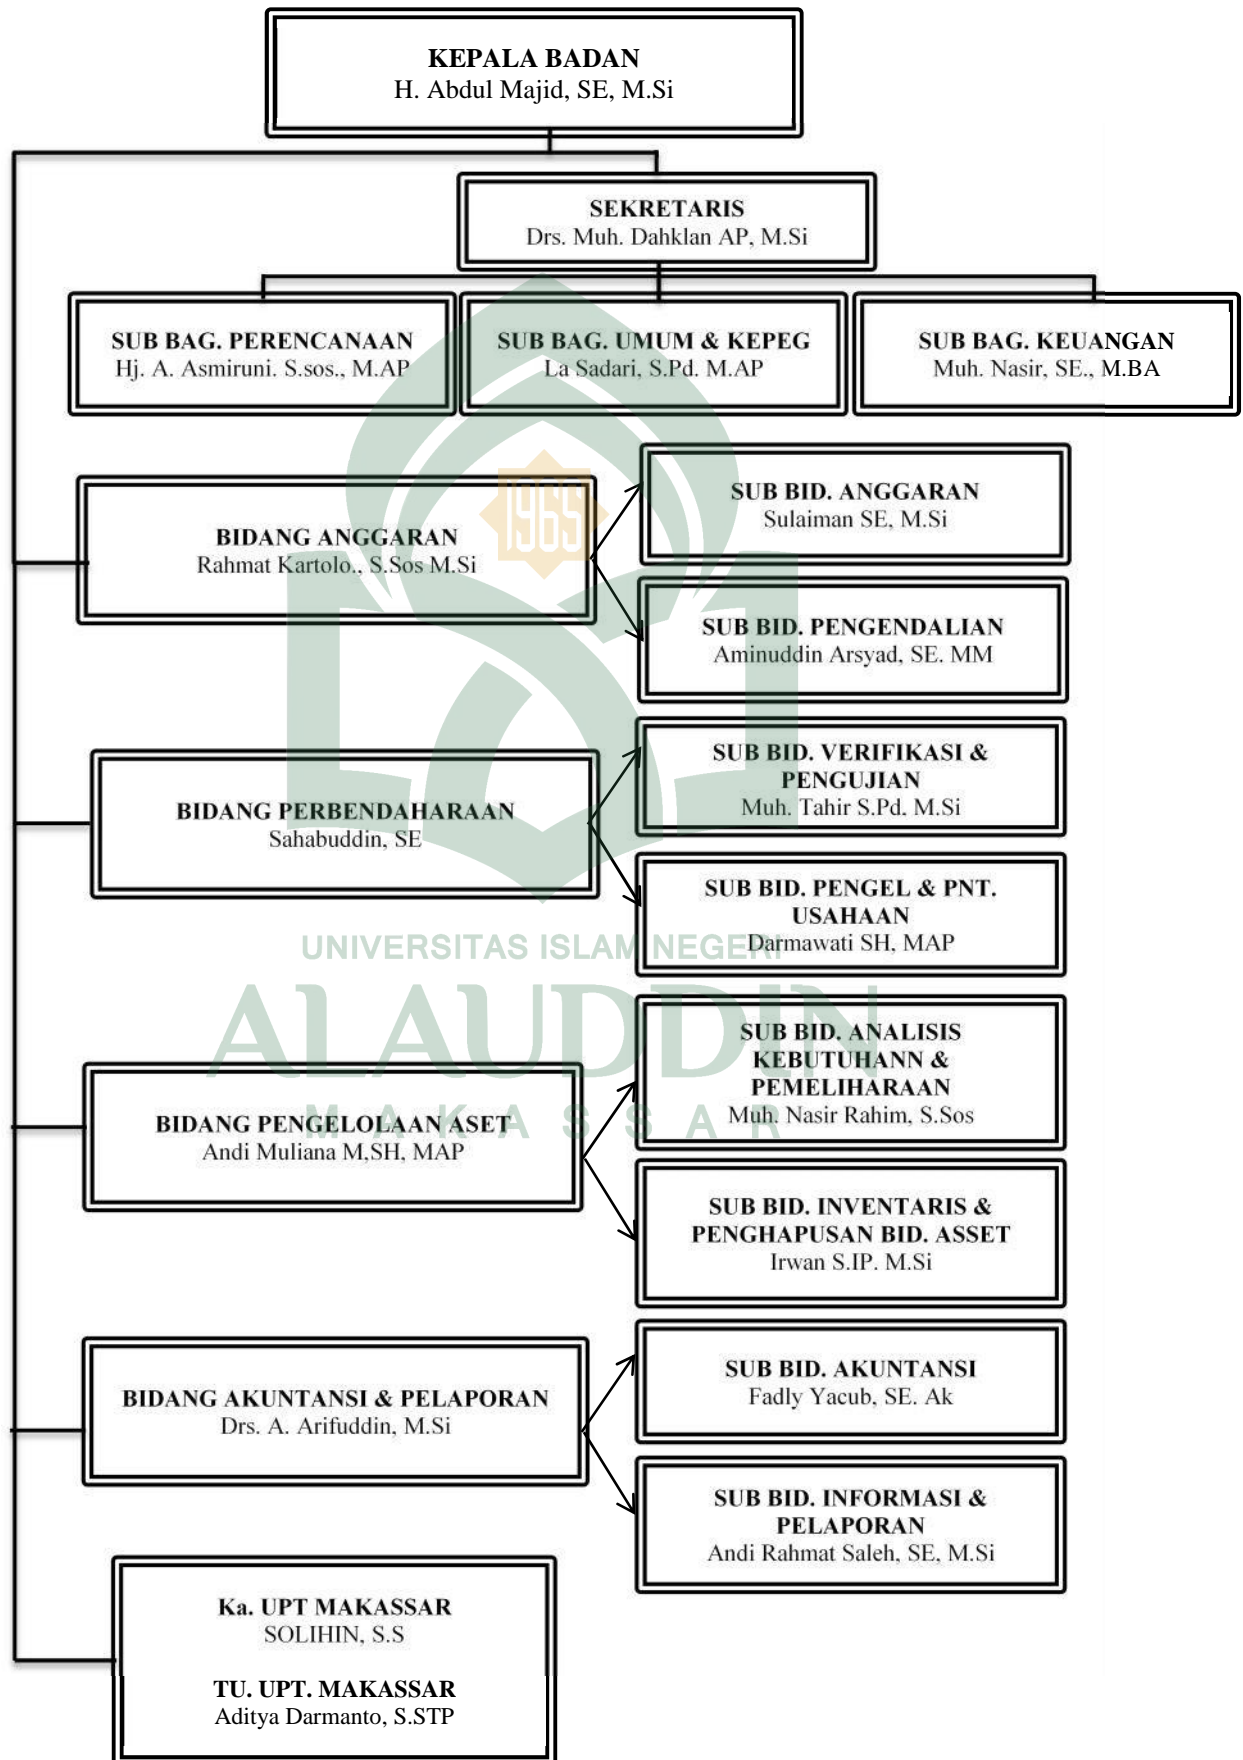 KEPALA BADAN
H. Abdul Majid, SE, M.Si
SEKRETARIS
Drs. Muh. Dahklan AP, M.Si
SUB BAG. PERENCANAAN
Hj. A. Asmiruni. S.sos., M.AP
SUB BAG. UMUM & KEPEG
La Sadari, S.Pd. M.AP
SUB BAG. KEUANGAN
Muh. Nasir, SE., M.BA
BIDANG ANGGARAN
Rahmat Kartolo., S.Sos M.Si
1965
SUB BID. ANGGARAN
Sulaiman SE, M.Si
SUB BID. PENGENDALIAN
Aminuddin Arsyad, SE. MM
BIDANG PERBENDAHARAAN
Sahabuddin, SE
SUB BID. VERIFIKASI &
PENGUJIAN
Muh. Tahir S.Pd. M.Si
SUB BID. PENGEL & PNT.
USAHAAN
Darmawati SH, MAP
UNIVERSITAS ISLAM NEGERI
ALAUDDIN
MAKASSAR
BIDANG PENGELOLAAN ASET
Andi Muliana M,SH, MAP
SUB BID. ANALISIS
KEBUTUHANN &
PEMELIHARAAN
Muh. Nasir Rahim, S.Sos
SUB BID. INVENTARIS &
PENGHAPUSAN BID. ASSET
Irwan S.IP. M.Si
BIDANG AKUNTANSI & PELAPORAN
Drs. A. Arifuddin, M.Si
SUB BID. AKUNTANSI
Fadly Yacub, SE. Ak
SUB BID. INFORMASI &
PELAPORAN
Andi Rahmat Saleh, SE, M.Si
Ka. UPT MAKASSAR
SOLIHIN, S.S
TU. UPT. MAKASSAR
Aditya Darmanto, S.STP